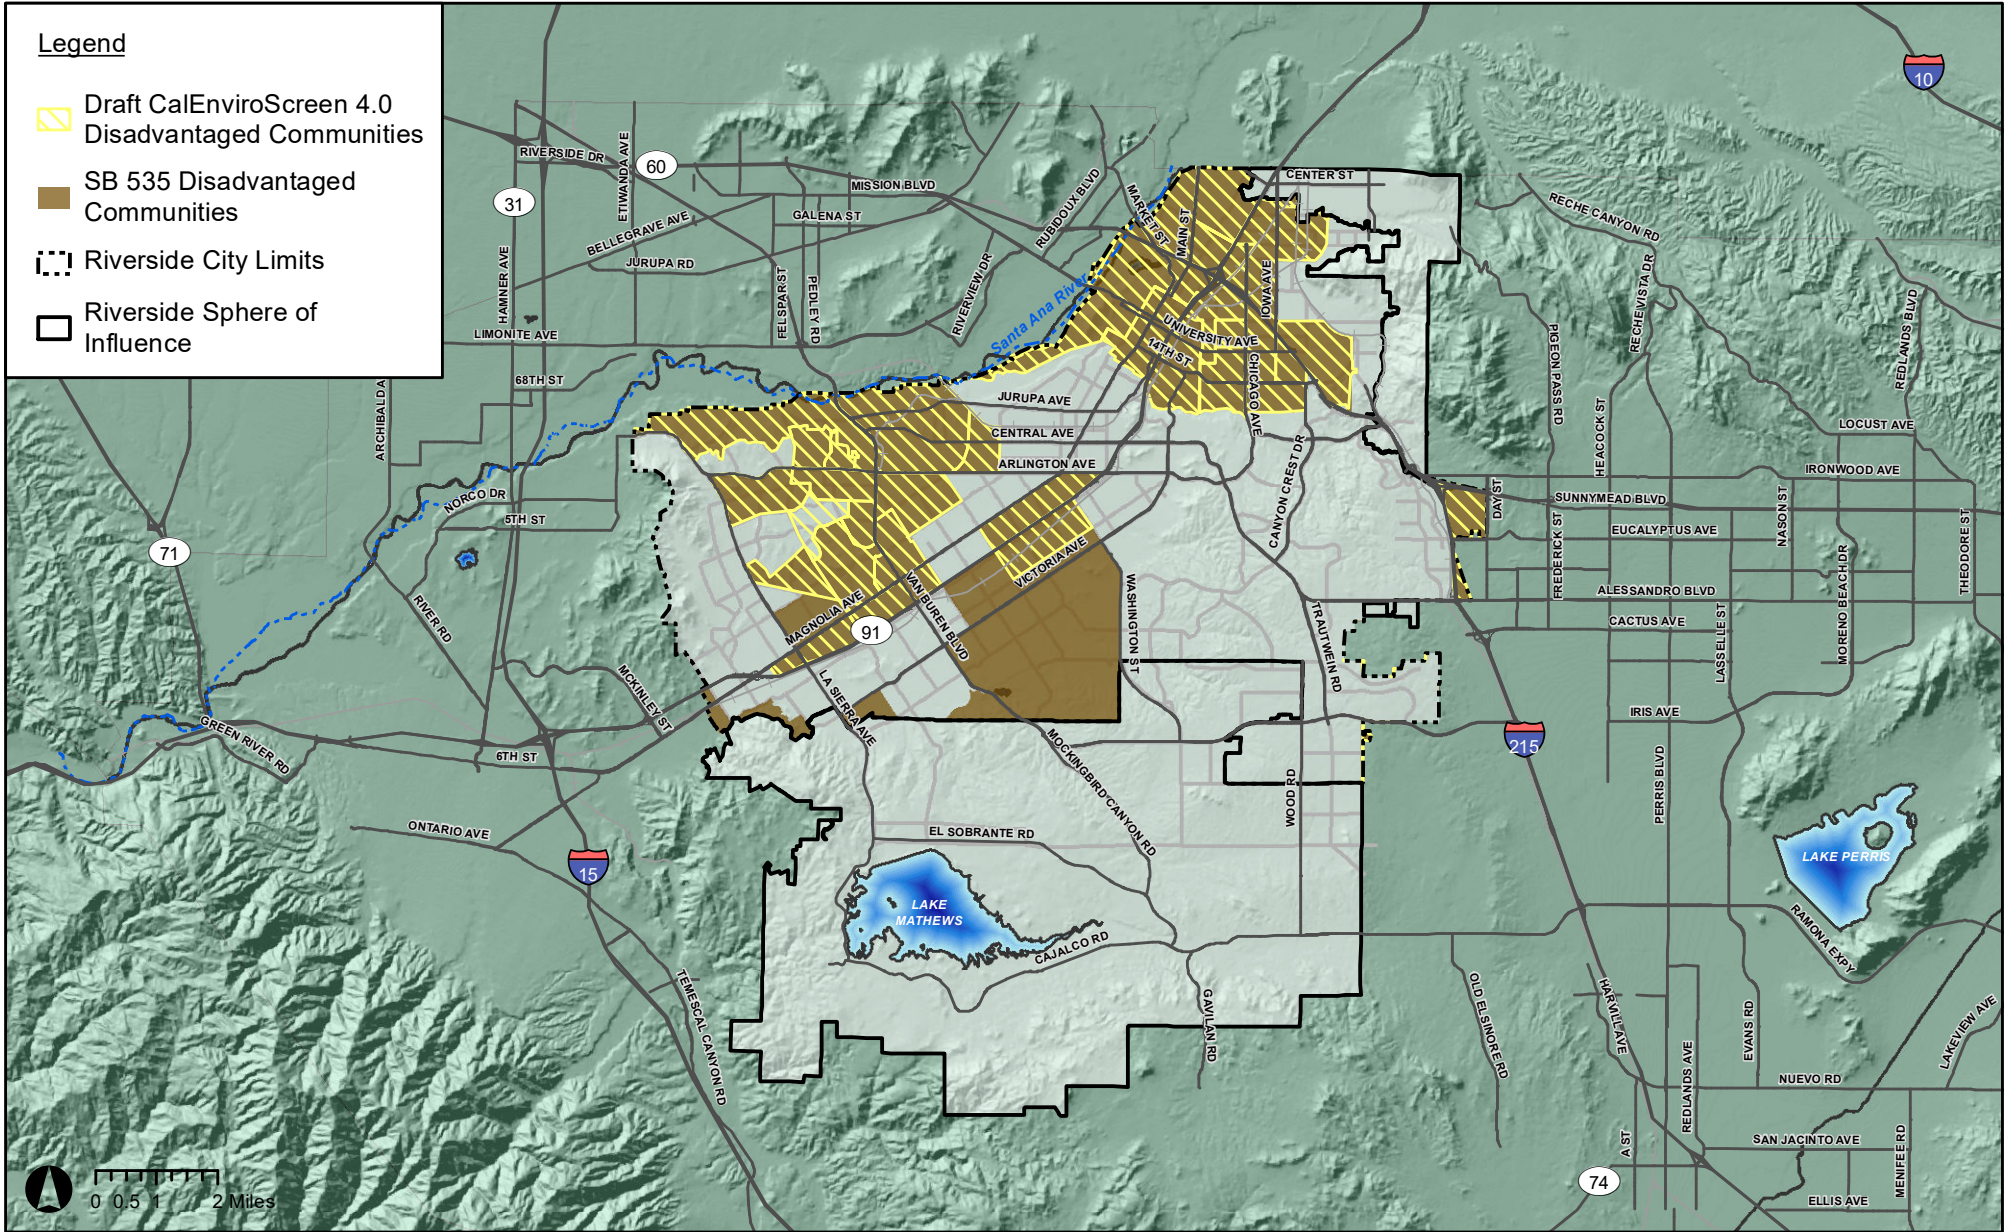 Legend
Draft CalEnviroScreen 4.0
Disadvantaged Communities
SB 535 Disadvantaged
Communities
Riverside City Limits
Riverside Sphere of
Influence
10
60
31
RIVERSIDE DR
ETIWANDA AVE
MISSION BLVD
GALENA ST
BELLEGRAVE AVE
JURUPA RD
HAMNER AVE
FELSPAR ST
PEDLEY RD
RIVERVIEW DR
RUBIDOUX BLVD
MARKET ST
MAIN ST
CENTER ST
IOWA AVE
RECHE CANYON RD
RECHE VISTA DR
REDLANDS BLVD
PIGEON PASS RD
LIMONITE AVE
Santa Ana River
UNIVERSITY AVE
14TH ST
CHICAGO AVE
68TH ST
ARCHIBALD A
JURUPA AVE
CENTRAL AVE
ARLINGTON AVE
CANYON CREST DR
HEACOCK ST
LOCUST AVE
IRONWOOD AVE
SUNNYMEAD BLVD
DAY ST
NASON ST
EUCALYPTUS AVE
FREDERICK ST
THEODORE ST
NORCO DR
5TH ST
71
RIVER RD
VAN BUREN BLVD
VICTORIA AVE
MAGNOLIA AVE
91
WASHINGTON ST
TRAUTWEIN RD
ALESSANDRO BLVD
CACTUS AVE
LASSELLE ST
MORENO BEACH DR
MCKINLEY ST
LA SIERRA AVE
GREEN RIVER RD
6TH ST
IRIS AVE
215
PERRIS BLVD
MOCKINGBIRD CANYON RD
WOOD RD
ONTARIO AVE
EL SOBRANTE RD
15
LAKE PERRIS
LAKE
MATHEWS
CAJALCO RD
RAMONA EXPY
TEMESCAL CANYON RD
GAVILAN RD
OLD ELSINORE RD
HARVILL AVE
EVANS RD
LAKEVIEW AVE
REDLANDS AVE
NUEVO RD
A ST
SAN JACINTO AVE
MENIFEE RD
74
ELLIS AVE
0 0.5 1 2 Miles